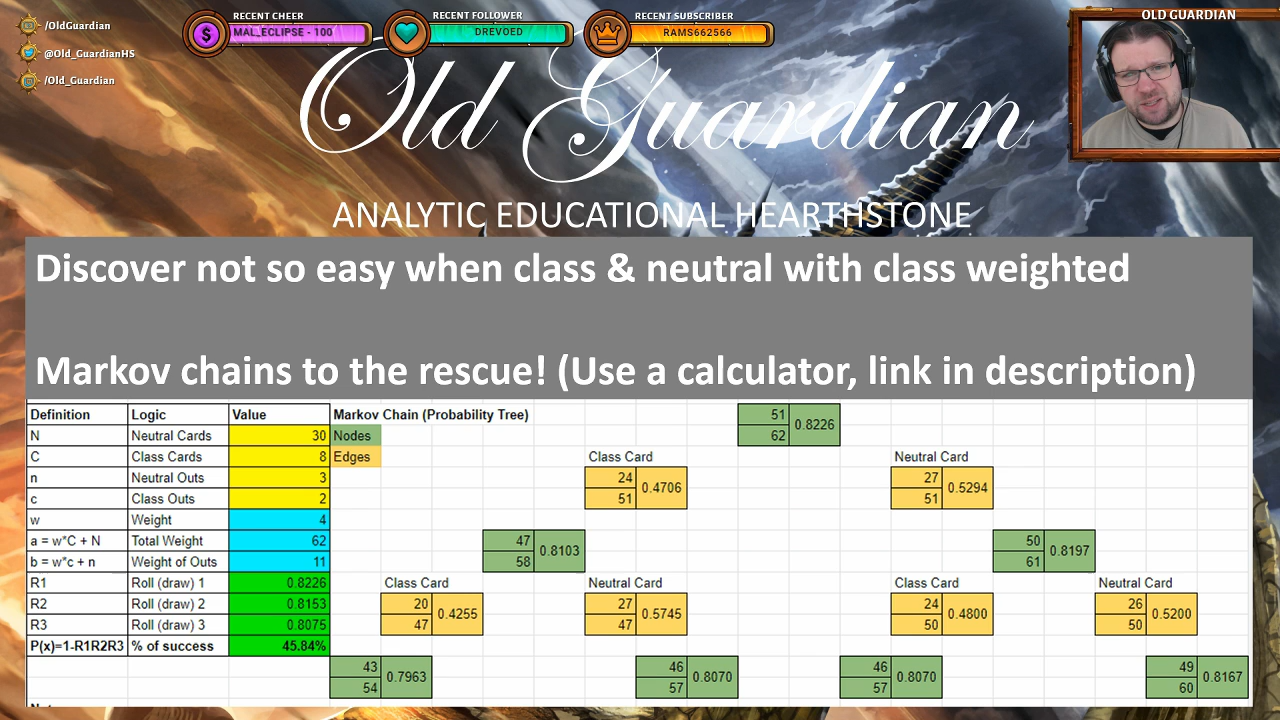 /OldGuardian
@Old_GuardianHS
/Old_Guardian
RECENT CHEER
MAL_ECLIPSE - 100
RECENT FOLLOWER
DREVOED
RECENT SUBSCRIBER
RAMS662566
OLD GUARDIAN
Old Guardian
ANALYTIC EDUCATIONAL HEARTHSTONE
Discover not so easy when class & neutral with class weighted
Markov chains to the rescue! (Use a calculator, link in description)
Definition Logic Value Markov Chain (Probability Tree) 51 0.8226
N Neutral Cards 30 Nodes 62
C Class Cards 8 Edges Class Card Neutral Card
n Neutral Outs 3 24 0.4706 27 0.5294
c Class Outs 2 51 51
w Weight 4
a = w*C + N Total Weight 62 47 0.8103 50 0.8197
b = w*c + n Weight of Outs 11 58 61
R1 Roll (draw) 1 0.8226 Class Card Neutral Card Class Card Neutral Card
R2 Roll (draw) 2 0.8153 20 0.4255 27 0.5745 24 0.4800 26 0.5200
R3 Roll (draw) 3 0.8075 47 47 50 50
P(x)=1-R1R2R3 % of success 45.84%
43 0.7963 46 0.8070 46 0.8070 49 0.8167
54 57 57 60